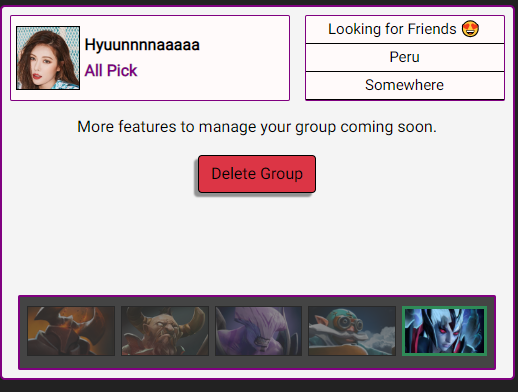 Hyuunnnnaaaaa
All Pick
Looking for Friends 🤩
Peru
Somewhere
More features to manage your group coming soon.
Delete Group